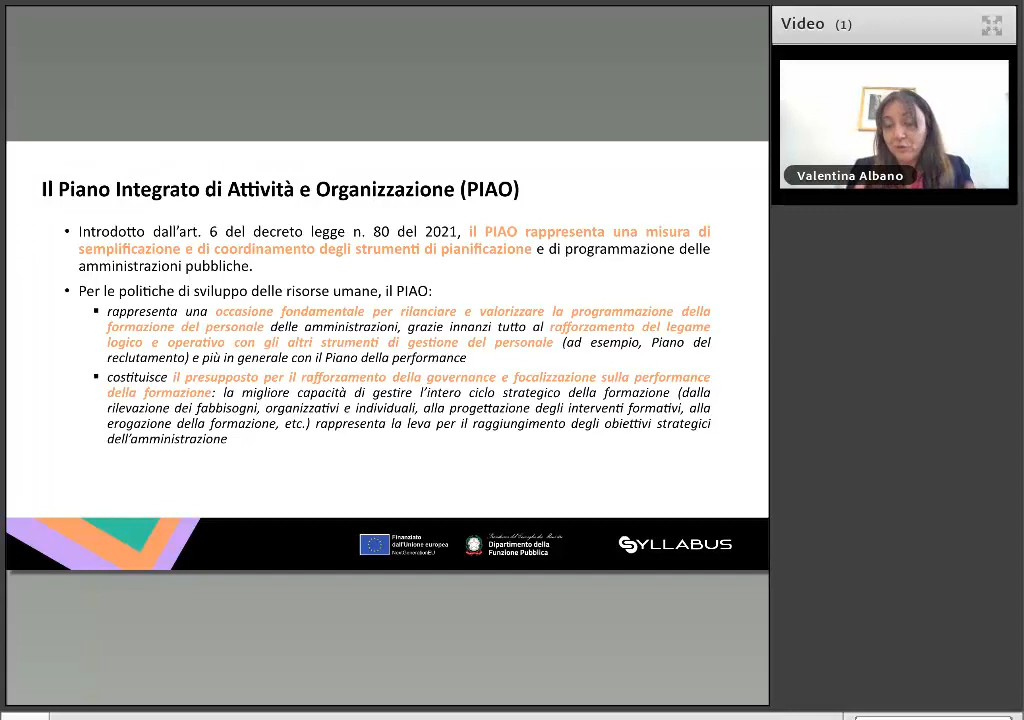 Video (1)
Valentina Albano
Il Piano Integrato di Attività e Organizzazione (PIAO)
• Introdotto dall’art. 6 del decreto legge n. 80 del 2021, il PIAO rappresenta una misura di
semplificazione e di coordinamento degli strumenti di pianificazione e di programmazione delle
amministrazioni pubbliche.
• Per le politiche di sviluppo delle risorse umane, il PIAO:
▪ rappresenta una occasione fondamentale per rilanciare e valorizzare la programmazione della
formazione del personale delle amministrazioni, grazie innanzi tutto al rafforzamento del legame
logico e operativo con gli altri strumenti di gestione del personale (ad esempio, Piano del
reclutamento) e più in generale con il Piano della performance
▪ costituisce il presupposto per il rafforzamento della governance e focalizzazione sulla performance
della formazione: la migliore capacità di gestire l’intero ciclo strategico della formazione (dalla
rilevazione dei fabbisogni, organizzativi e individuali, alla progettazione degli interventi formativi, alla
erogazione della formazione, etc.) rappresenta la leva per il raggiungimento degli obiettivi strategici
dell’amministrazione
Finanziato
dall'Unione europea
NextGenerationEU
Dipartimento della
Funzione Pubblica
SYLLABUS